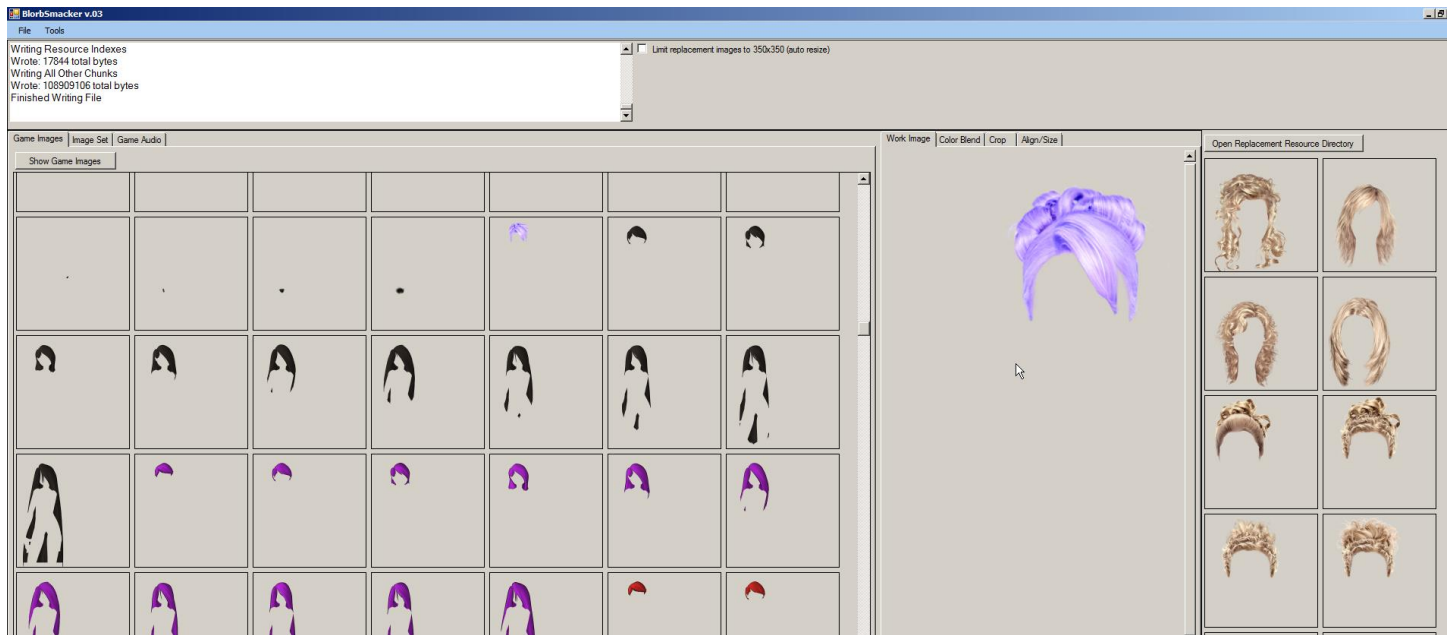 BlorbSmacker v.03
File Tools
Writing Resource Indexes
Wrote: 17844 total bytes
Writing All Other Chunks
Wrote: 108909106 total bytes
Finished Writing File
Limit replacement images to 350x350 (auto resize)
Game Images Image Set Game Audio
Show Game Images
Work Image Color Blend Crop Align/Size
Open Replacement Resource Directory